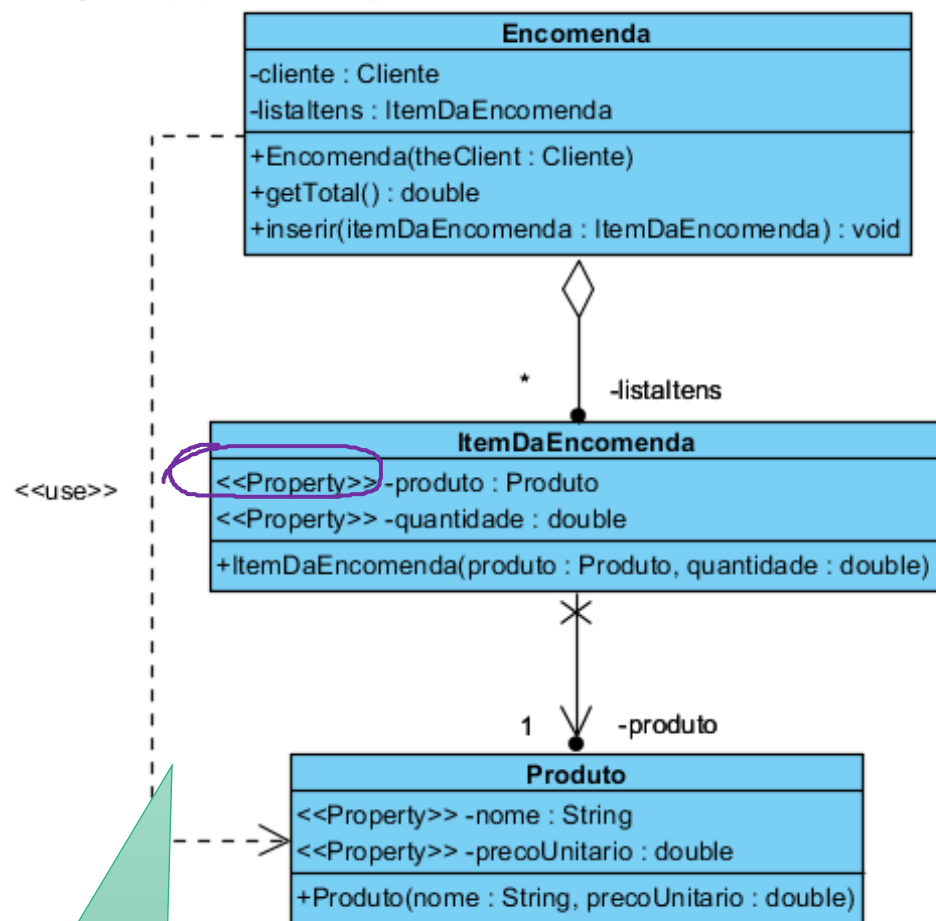 Encomenda
-cliente : Cliente
-listaItens : ItemDaEncomenda
+Encomenda(theClient : Cliente)
+getTotal() : double
+inserir(itemDaEncomenda : ItemDaEncomenda) : void
* -listaItens
ItemDaEncomenda
<<Property>> -produto : Produto
<<Property>> -quantidade : double
+ItemDaEncomenda(produto : Produto, quantidade : double)
<<use>>
1 -produto
Produto
<<Property>> -nome : String
<<Property>> -precoUnitario : double
+Produto(nome : String, precoUnitario : double)